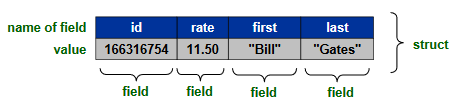 name of field id rate first last
value 166316754 11.50 "Bill" "Gates"
struct
field field field field